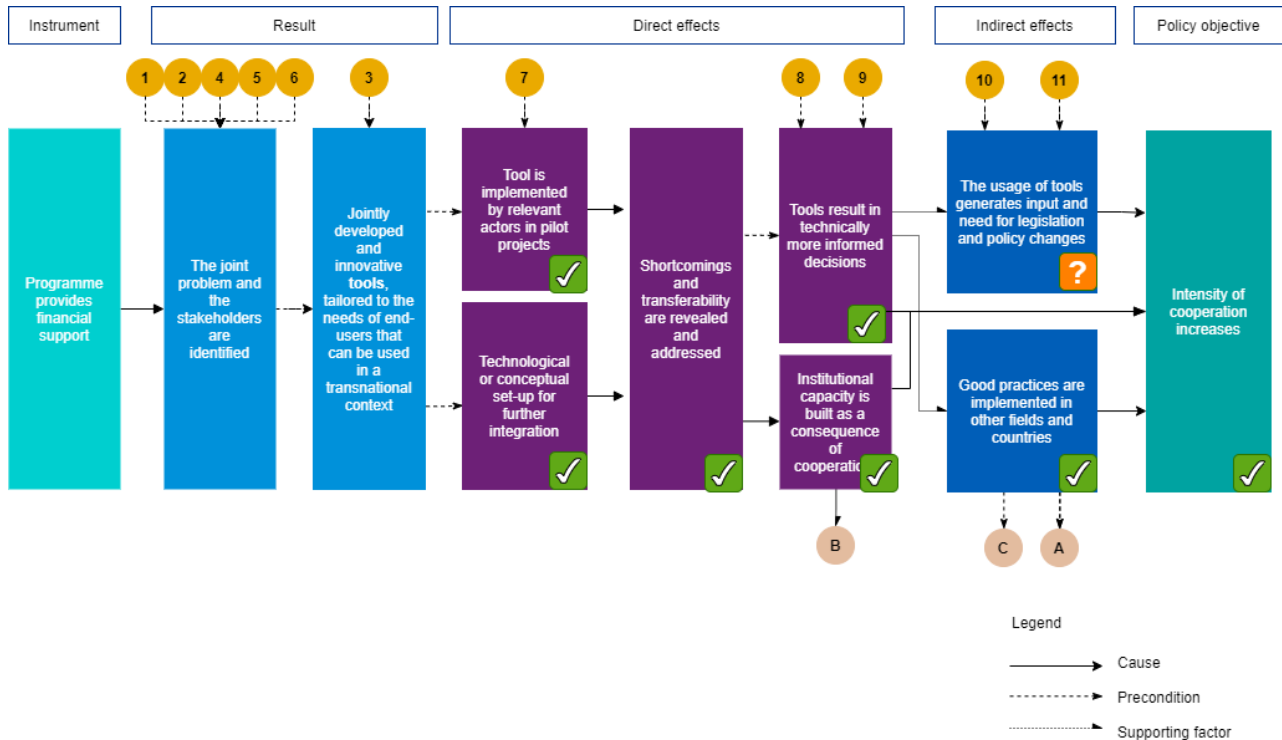 Instrument
Result
Direct effects
Indirect effects
Policy objective
1
2
4
5
6
3
7
8
9
10
11
Programme
provides
financial
support
The joint
problem and
the
stakeholders
are
identified
Jointly
developed
and
innovative
tools,
tailored to the
needs of end-
users that
can be used
in a
transnational
context
Tool is
implemented
by relevant
actors in pilot
projects
Technological
or conceptual
set-up for
further
integration
Shortcomings
and
transferability
are revealed
and
addressed
Tools result in
technically
more informed
decisions
Institutional
capacity is
built as a
consequence
of
cooperation
The usage of tools
generates input and
need for legislation
and policy changes
?
Good practices are
implemented in
other fields and
countries
Intensity of
cooperation
increases
B
C
A
Legend
Cause
Precondition
Supporting factor